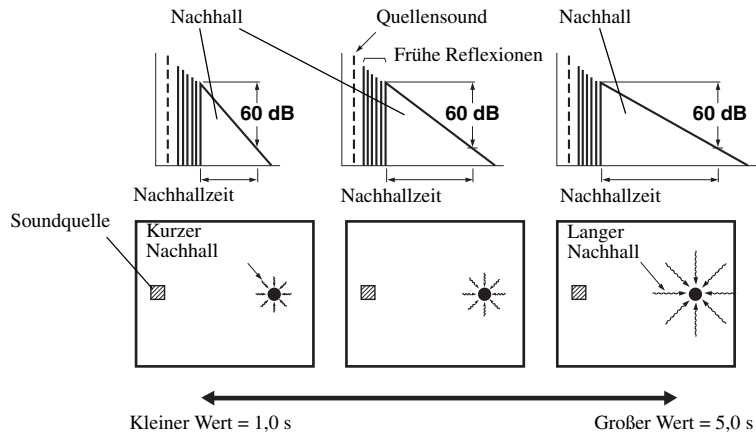 Nachhall
Quellensound
Nachhall
Frühe Reflexionen
60 dB
60 dB
60 dB
Nachhallzeit
Nachhallzeit
Nachhallzeit
Soundquelle
Kurzer
Nachhall
Langer
Nachhall
Kleiner Wert = 1,0 s
Großer Wert = 5,0 s